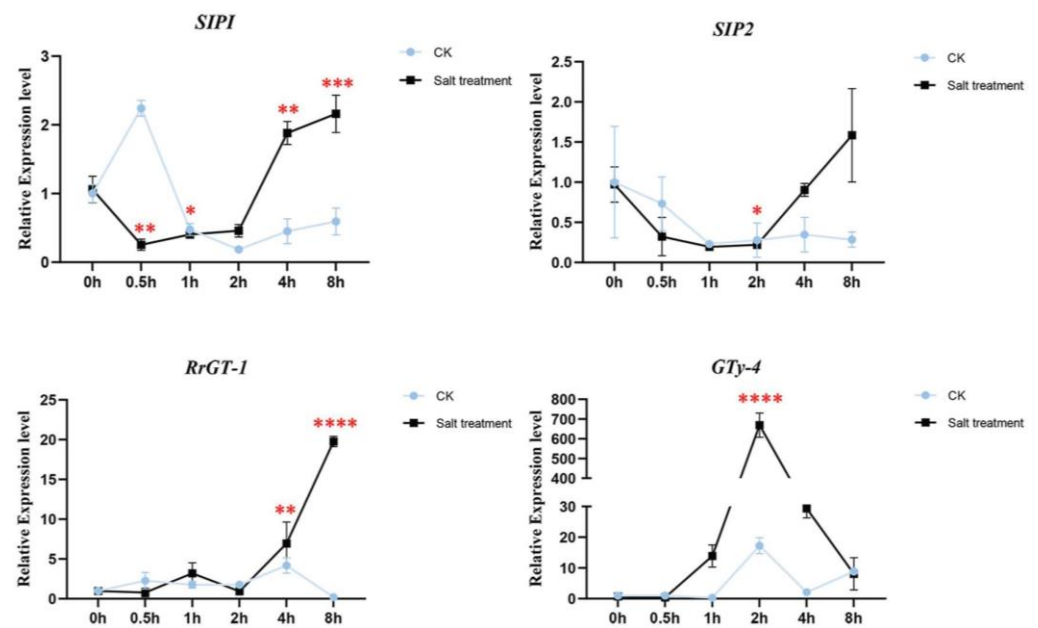 SIPI
Relative Expression level
3
2
1
0
** * ** ***
0h 0.5h 1h 2h 4h 8h
CK
Salt treatment
SIP2
Relative Expression level
2.5
2.0
1.5
1.0
0.5
0.0
*
0h 0.5h 1h 2h 4h 8h
CK
Salt treatment
RrGT-1
Relative Expression level
25
20
15
10
5
0
** ****
0h 0.5h 1h 2h 4h 8h
CK
Salt treatment
GTy-4
Relative Expression level
800
700
600
500
400
30
20
10
0
****
0h 0.5h 1h 2h 4h 8h
CK
Salt treatment